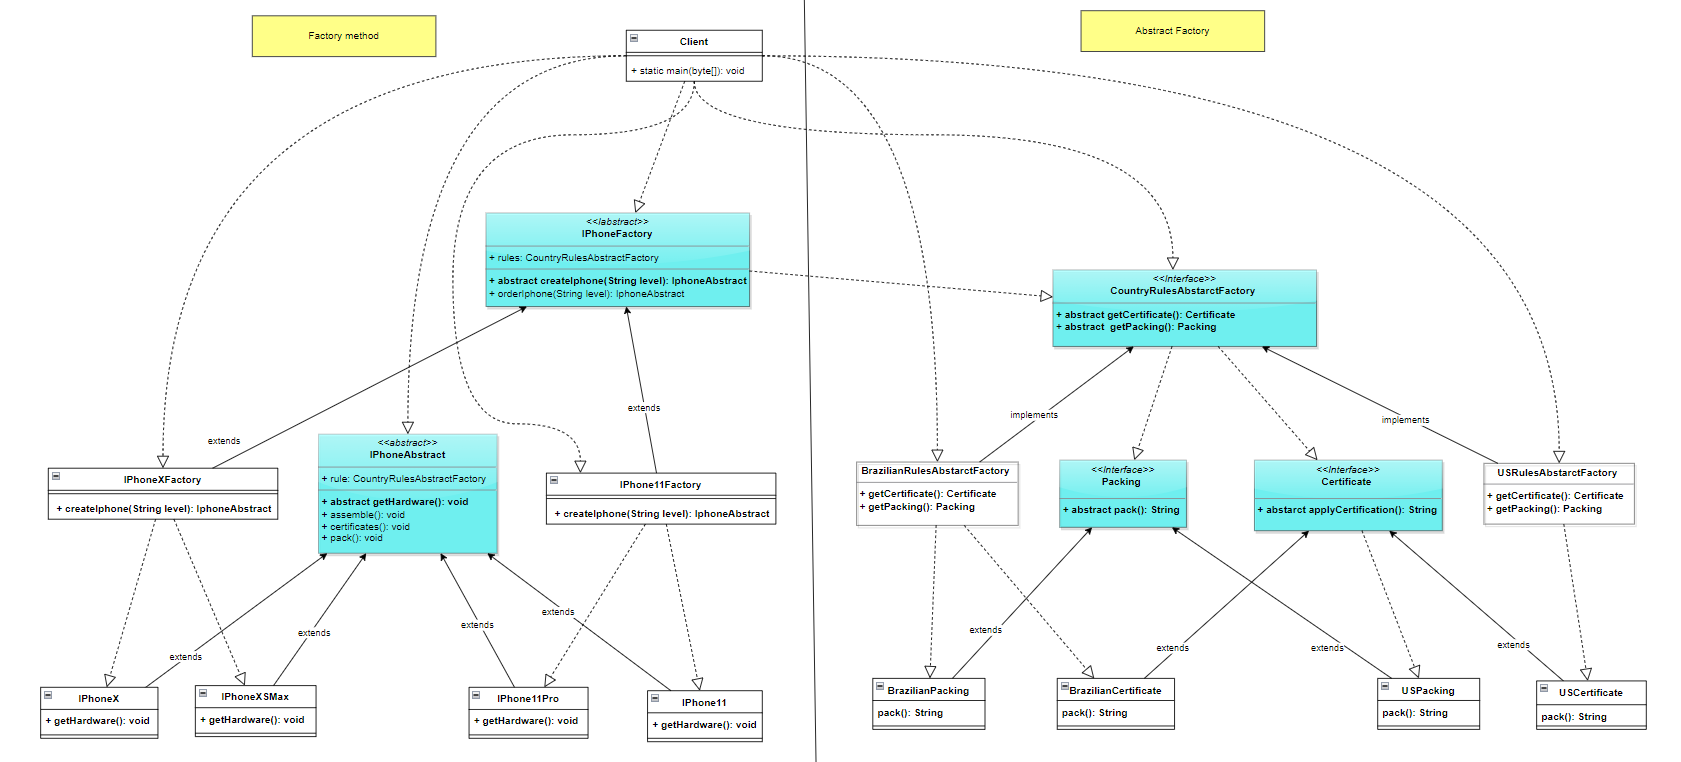 Factory method
Abstract Factory
Client
+ static main(byte[]): void
<<Iabstract>>
IPhoneFactory
+ rules: CountryRulesAbstractFactory
+ abstract createIphone(String level): IphoneAbstract
+ orderIphone(String level): IphoneAbstract
<<Interface>>
CountryRulesAbstarctFactory
+ abstract getCertificate(): Certificate
+ abstract  getPacking(): Packing
extends
extends
implements
implements
IPhoneXFactory
+ createIphone(String level): IphoneAbstract
<<abstract>>
IPhoneAbstract
+ rule: CountryRulesAbstractFactory
+ abstract getHardware(): void
+ assemble(): void
+ certificates(): void
+ pack(): void
IPhone11Factory
+ createIphone(String level): IphoneAbstract
BrazilianRulesAbstarctFactory
+ getCertificate(): Certificate
+ getPacking(): Packing
<<Interface>>
Packing
+ abstract pack(): String
<<Interface>>
Certificate
+ abstarct applyCertification(): String
USRulesAbstarctFactory
+ getCertificate(): Certificate
+ getPacking(): Packing
extends
extends
extends
extends
extends
extends
extends
extends
IPhoneX
+ getHardware(): void
IPhoneXSMax
+ getHardware(): void
IPhone11Pro
+ getHardware(): void
IPhone11
+ getHardware(): void
BrazilianPacking
pack(): String
BrazilianCertificate
pack(): String
USPacking
pack(): String
USCertificate
pack(): String